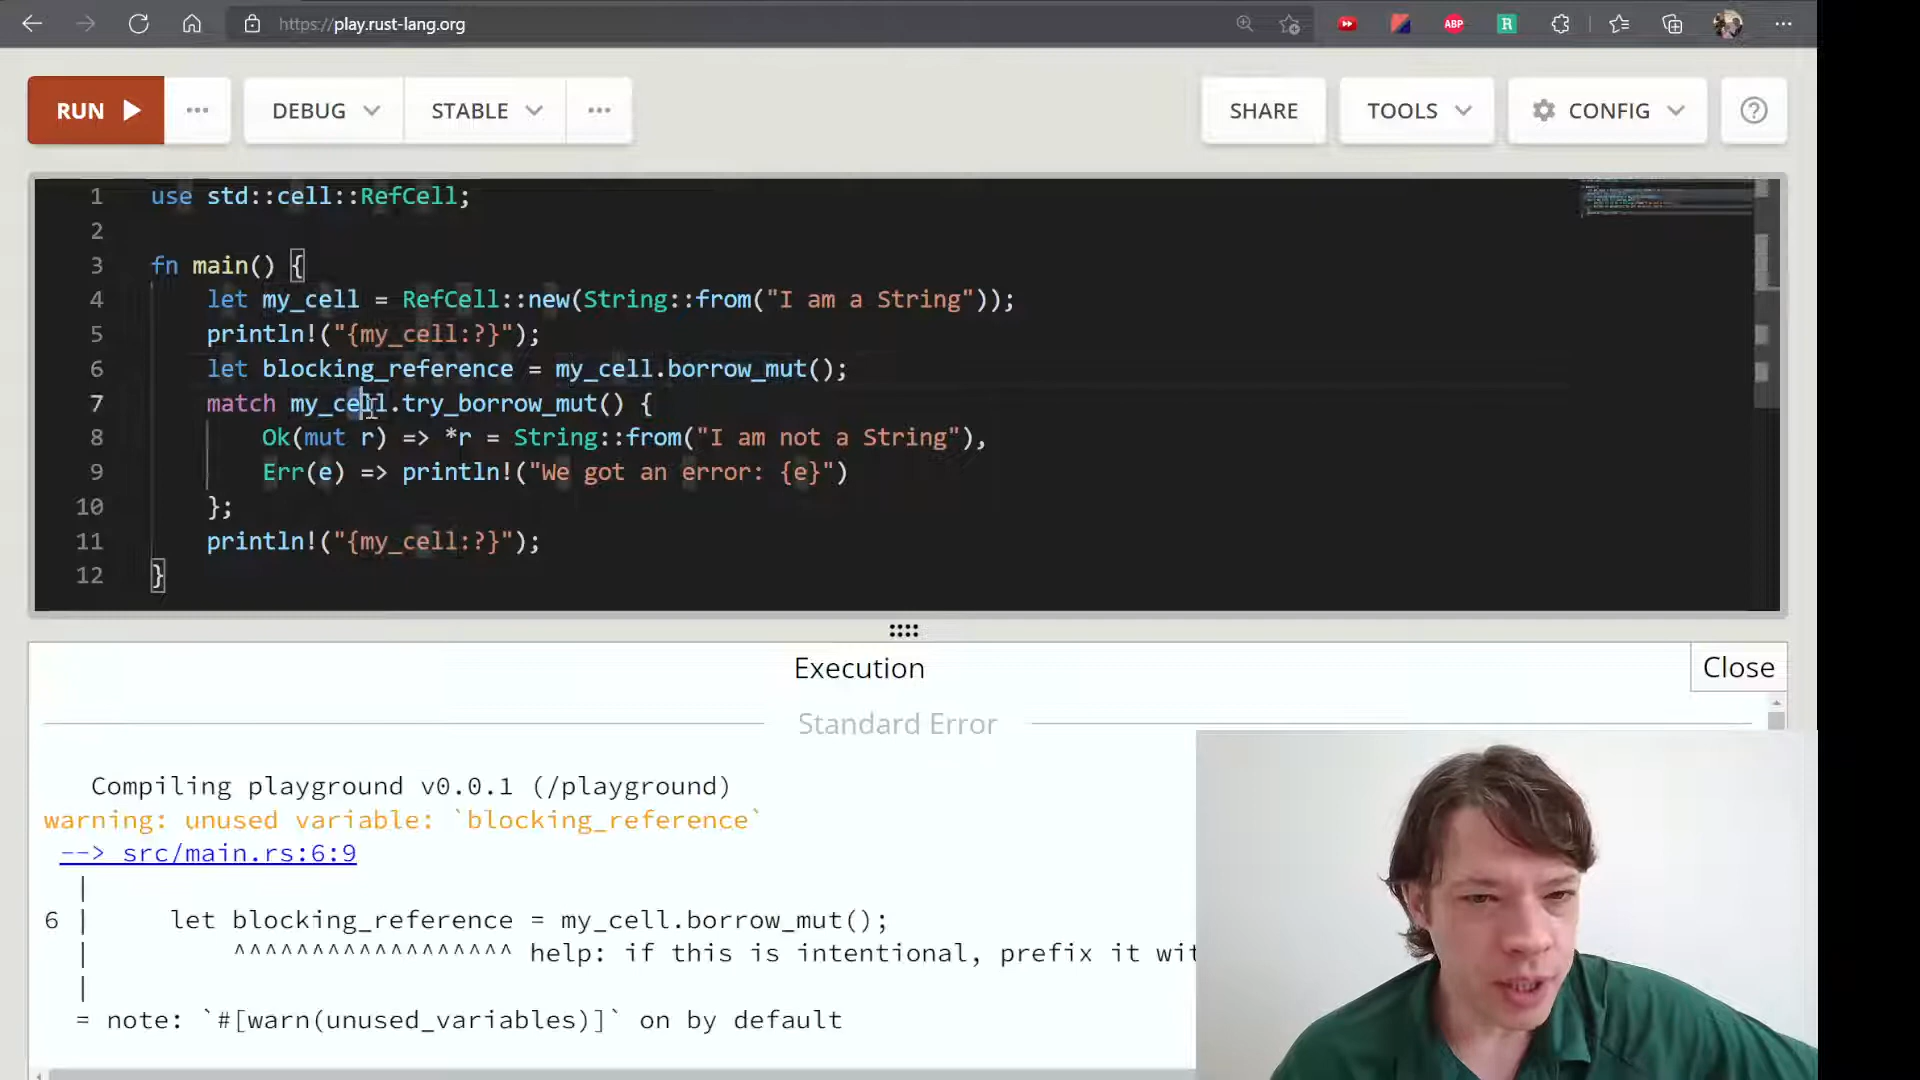 https://play.rust-lang.org
ABP
R
RUN
DEBUG
STABLE
SHARE
TOOLS
CONFIG
1 use std::cell::RefCell;
2
3 fn main() {
4 let my_cell = RefCell::new(String::from("I am a String"));
5 println!("{my_cell:?}");
6 let blocking_reference = my_cell.borrow_mut();
7 match my_cell.try_borrow_mut() {
8 Ok(mut r) => *r = String::from("I am not a String"),
9 Err(e) => println!("We got an error: {e}")
10 };
11 println!("{my_cell:?}");
12 }
Execution
Close
Standard Error
Compiling playground v0.0.1 (/playground)
warning: unused variable: `blocking_reference`
--> src/main.rs:6:9
|
6 | let blocking_reference = my_cell.borrow_mut();
| ^^^^^^^^^^^^^^^^^^ help: if this is intentional, prefix it wit
|
= note: `#[warn(unused_variables)]` on by default